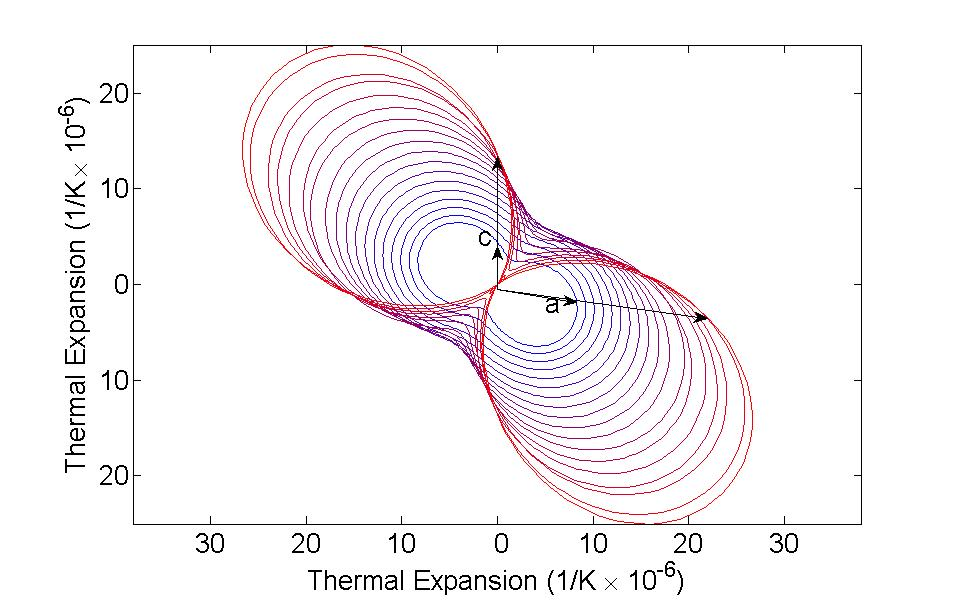 Thermal Expansion (1/K × 10⁻⁶)
20
10
0
10
20
c
a
30 20 10 0 10 20 30
Thermal Expansion (1/K × 10⁻⁶)